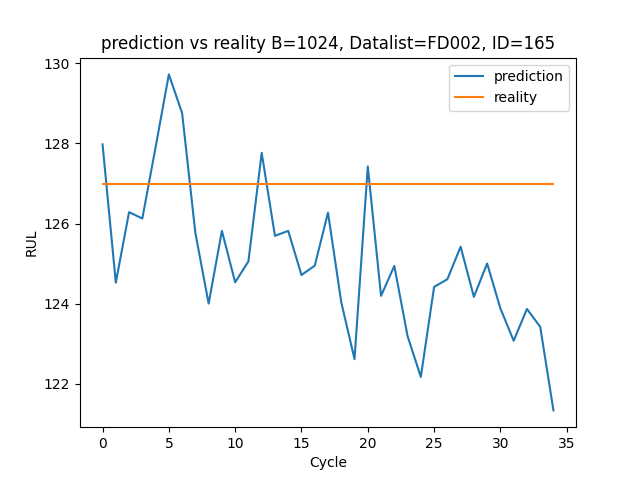 prediction vs reality B=1024, Datalist=FD002, ID=165
prediction
reality
130
128
126
124
122
RUL
0 5 10 15 20 25 30 35
Cycle